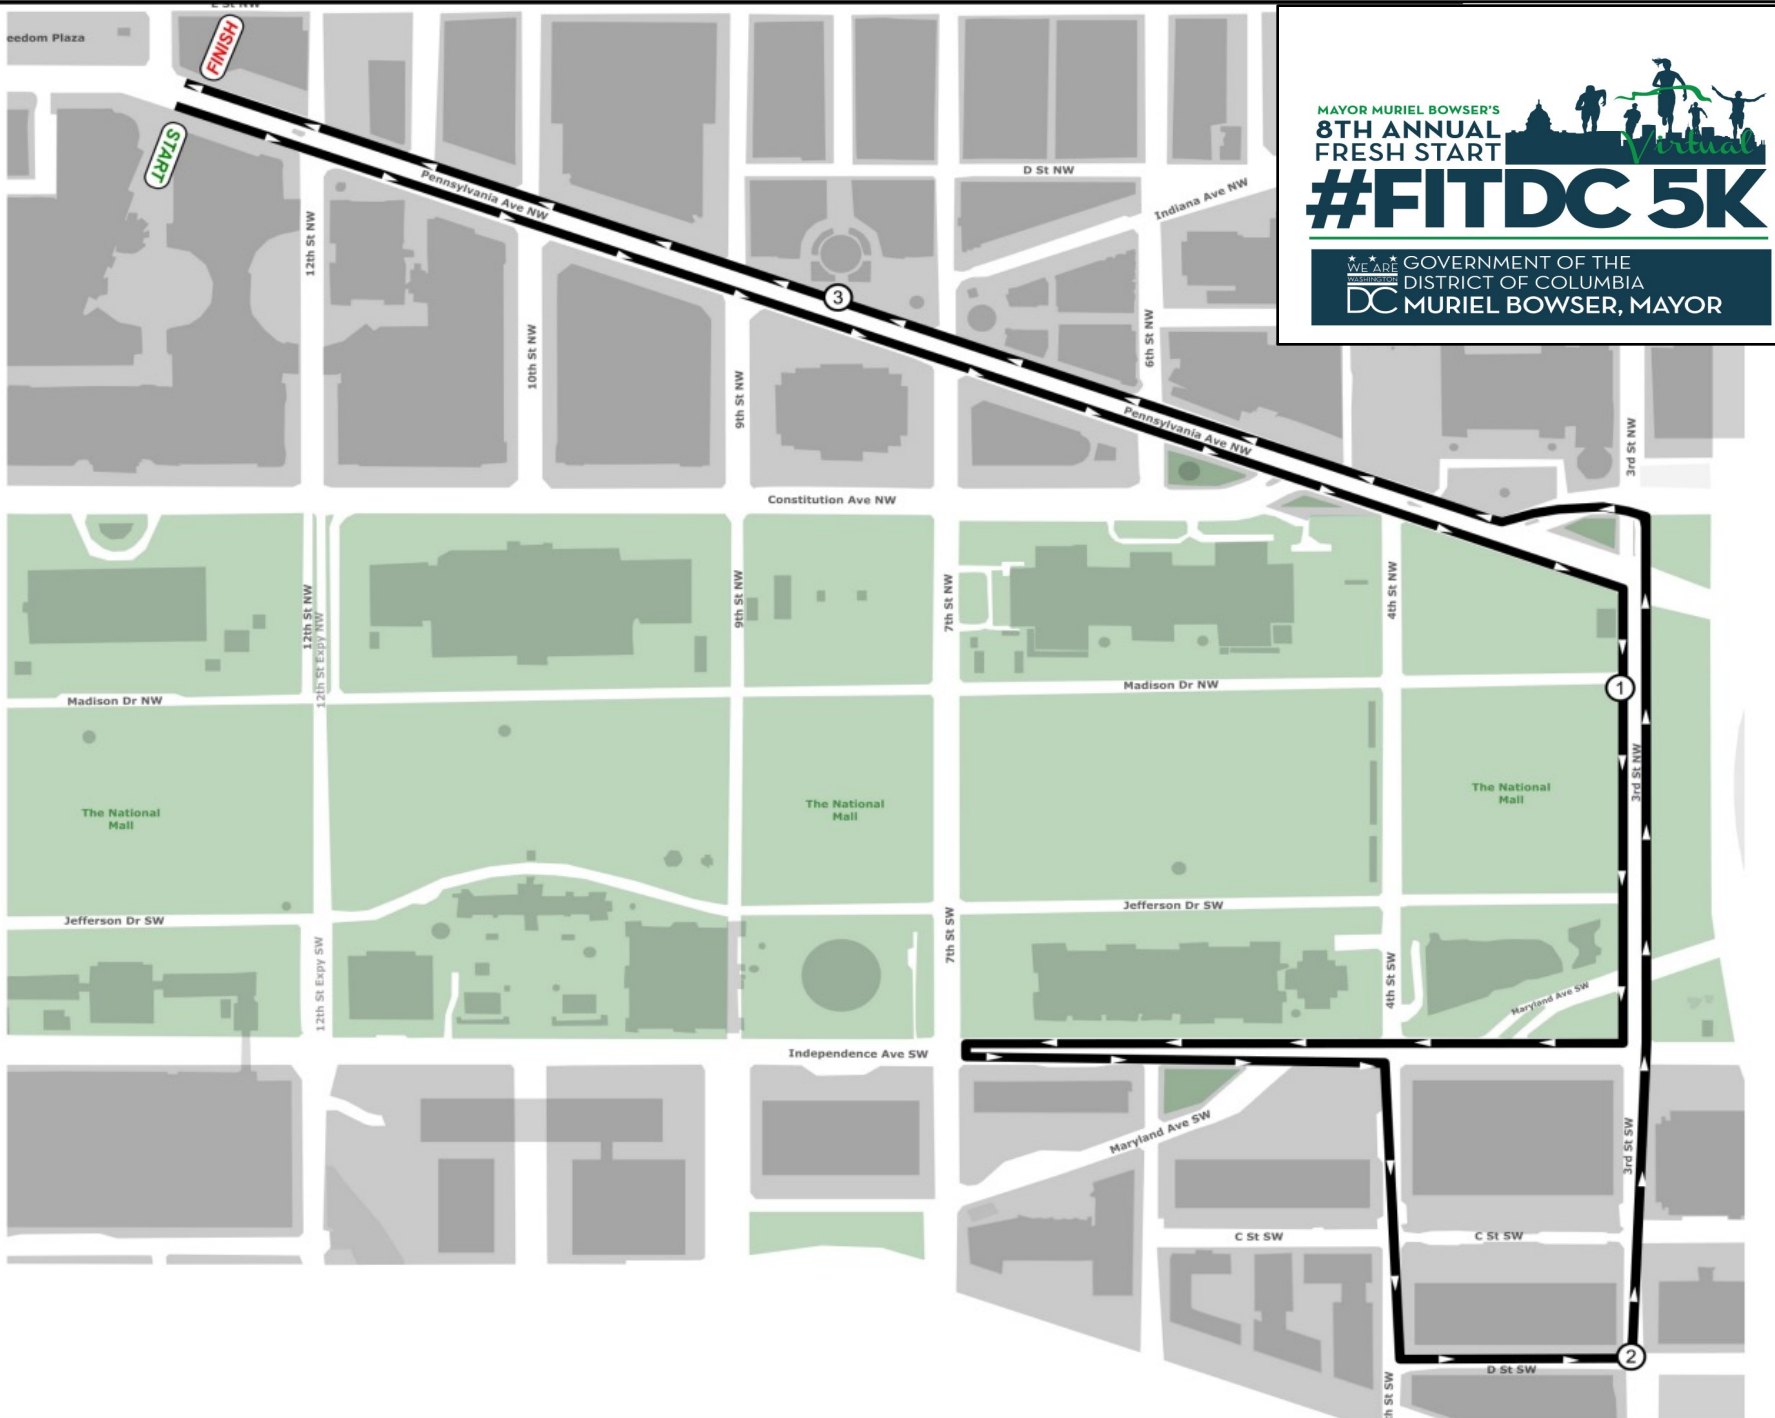 E St NW
eedom Plaza
FINISH
START
MAYOR MURIEL BOWSER'S
8TH ANNUAL
FRESH START
Virtual
#FITDC 5K
WE ARE
WASHINGTON
DC
GOVERNMENT OF THE
DISTRICT OF COLUMBIA
MURIEL BOWSER, MAYOR
Pennsylvania Ave NW
D St NW
Indiana Ave NW
12th St NW
3
10th St NW
9th St NW
6th St NW
Pennsylvania Ave NW
3rd St NW
Constitution Ave NW
12th St NW
12th St Expy NW
9th St NW
7th St NW
4th St NW
Madison Dr NW
Madison Dr NW
1
3rd St NW
The National
Mall
The National
Mall
The National
Mall
Jefferson Dr SW
Jefferson Dr SW
12th St Expy SW
7th St SW
4th St SW
Maryland Ave SW
Independence Ave SW
Maryland Ave SW
3rd St SW
C St SW
C St SW
2
D St SW
th St SW